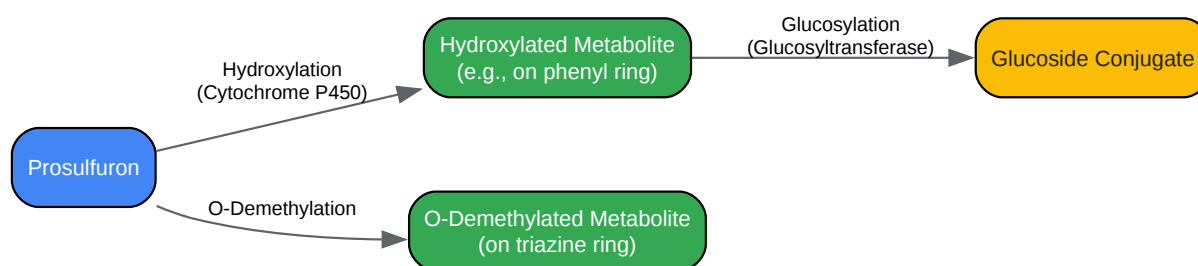 Prosulfuron
Hydroxylation
(Cytochrome P450)
Hydroxylated Metabolite
(e.g., on phenyl ring)
Glucosylation
(Glucosyltransferase)
Glucoside Conjugate
O-Demethylation
O-Demethylated Metabolite
(on triazine ring)